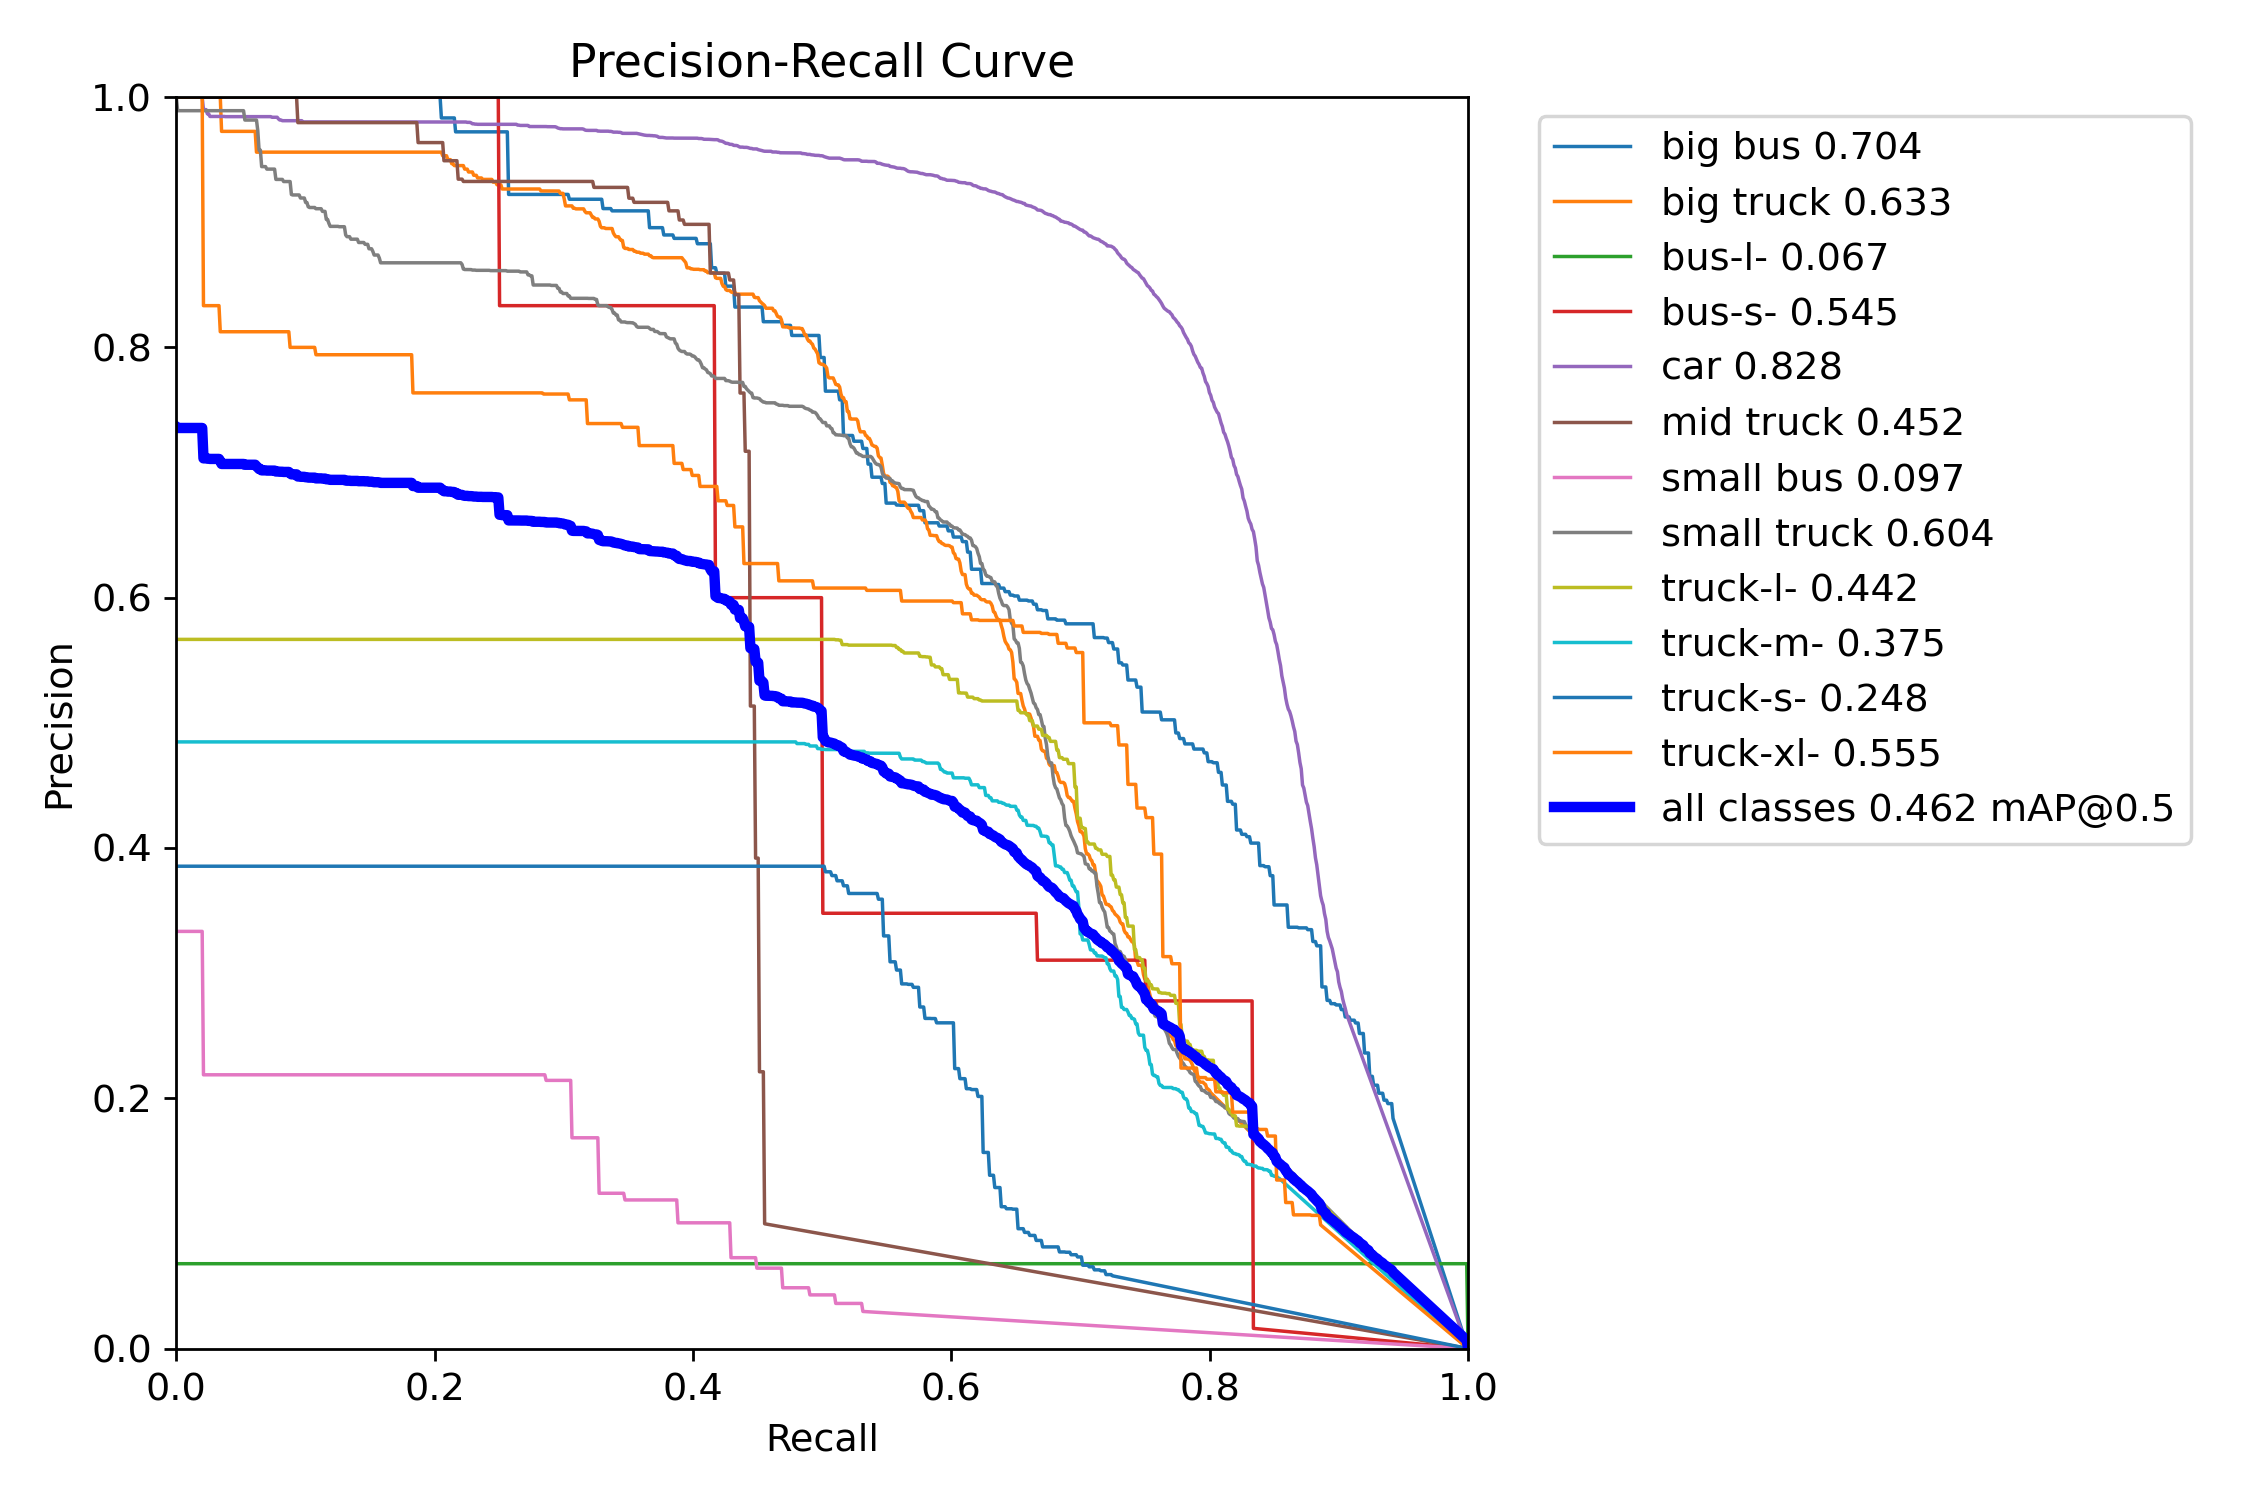 Precision-Recall Curve
1.0
0.8
0.6
0.4
0.2
0.0
Precision
0.0 0.2 0.4 0.6 0.8 1.0
Recall
big bus 0.704
big truck 0.633
bus-l- 0.067
bus-s- 0.545
car 0.828
mid truck 0.452
small bus 0.097
small truck 0.604
truck-l- 0.442
truck-m- 0.375
truck-s- 0.248
truck-xl- 0.555
all classes 0.462 mAP@0.5